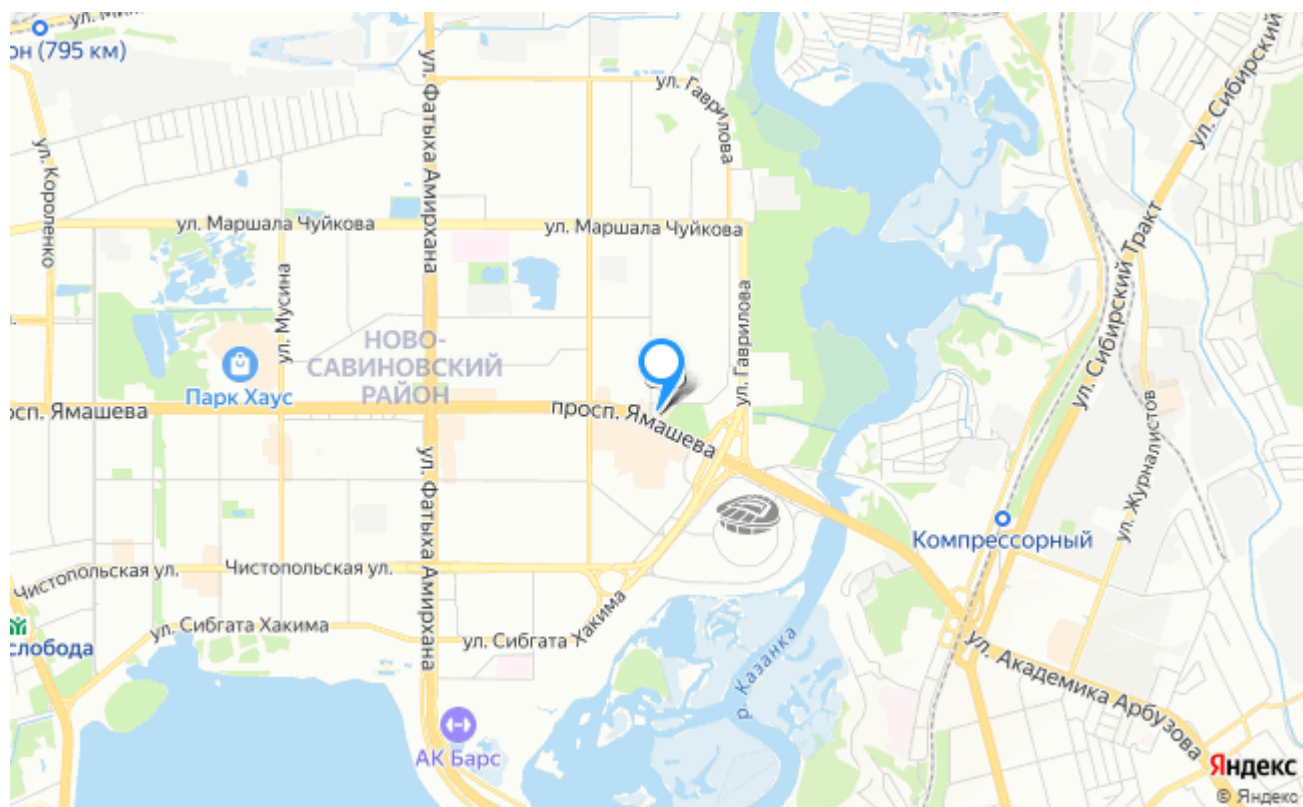 ул. Ми
он (795 км)
ул. Фатыха Амирхана
ул. Гаврилова
ул. Сибирский
ул. Короленко
ул. Маршала Чуйкова
ул. Маршала Чуйкова
ул. Сибирский Тракт
ул. Мусина
ул. Гаврилова
НОВО-
САВИНОВСКИЙ
РАЙОН
Парк Хаус
росп. Ямашева
просп. Ямашева
ул. Журналистов
ул. Фатыха Амирхана
Компрессорный
Чистопольская ул.
Чистопольская ул.
ул. Сибгата Хакима
ул. Сибгата Хакима
слобода
р. Казанка
ул. Академика Арбузова
АК Барс
Яндекс
© Яндекс